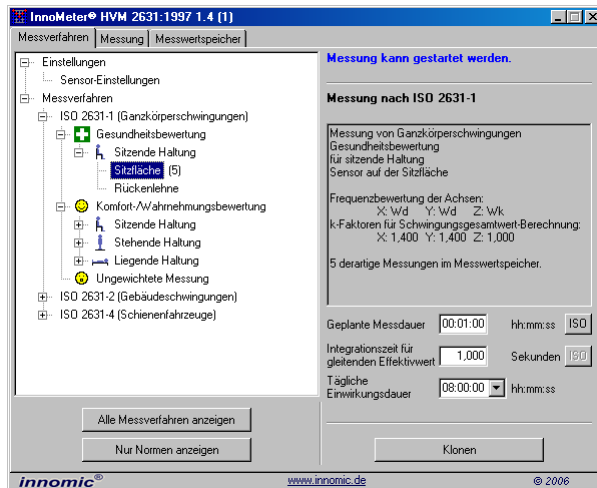 InnoMeter® HVM 2631:1997 1.4 (1)
Messverfahren Messung Messwertspeicher
Einstellungen
Sensor-Einstellungen
Messverfahren
ISO 2631-1 (Ganzkörperschwingungen)
Gesundheitsbewertung
Sitzende Haltung
Sitzfläche (5)
Rückenlehne
Komfort-/Wahrnehmungsbewertung
Sitzende Haltung
Stehende Haltung
Liegende Haltung
Ungewichtete Messung
ISO 2631-2 (Gebäudeschwingungen)
ISO 2631-4 (Schienenfahrzeuge)
Alle Messverfahren anzeigen
Nur Normen anzeigen
Messung kann gestartet werden.
Messung nach ISO 2631-1
Messung von Ganzkörperschwingungen
Gesundheitsbewertung
für sitzende Haltung
Sensor auf der Sitzfläche
Frequenzbewertung der Achsen:
X: Wd Y: Wd Z: Wk
k-Faktoren für Schwingungsgesamtwert-Berechnung:
X: 1,400 Y: 1,400 Z: 1,000
5 derartige Messungen im Messwertspeicher.
Geplante Messdauer 00:01:00 hh:mm:ss ISO
Integrationszeit für
gleitenden Effektivwert 1,000 Sekunden ISO
Tägliche
Einwirkungsdauer 08:00:00 hh:mm:ss
Klonen
innomic® www.innomic.de © 2006